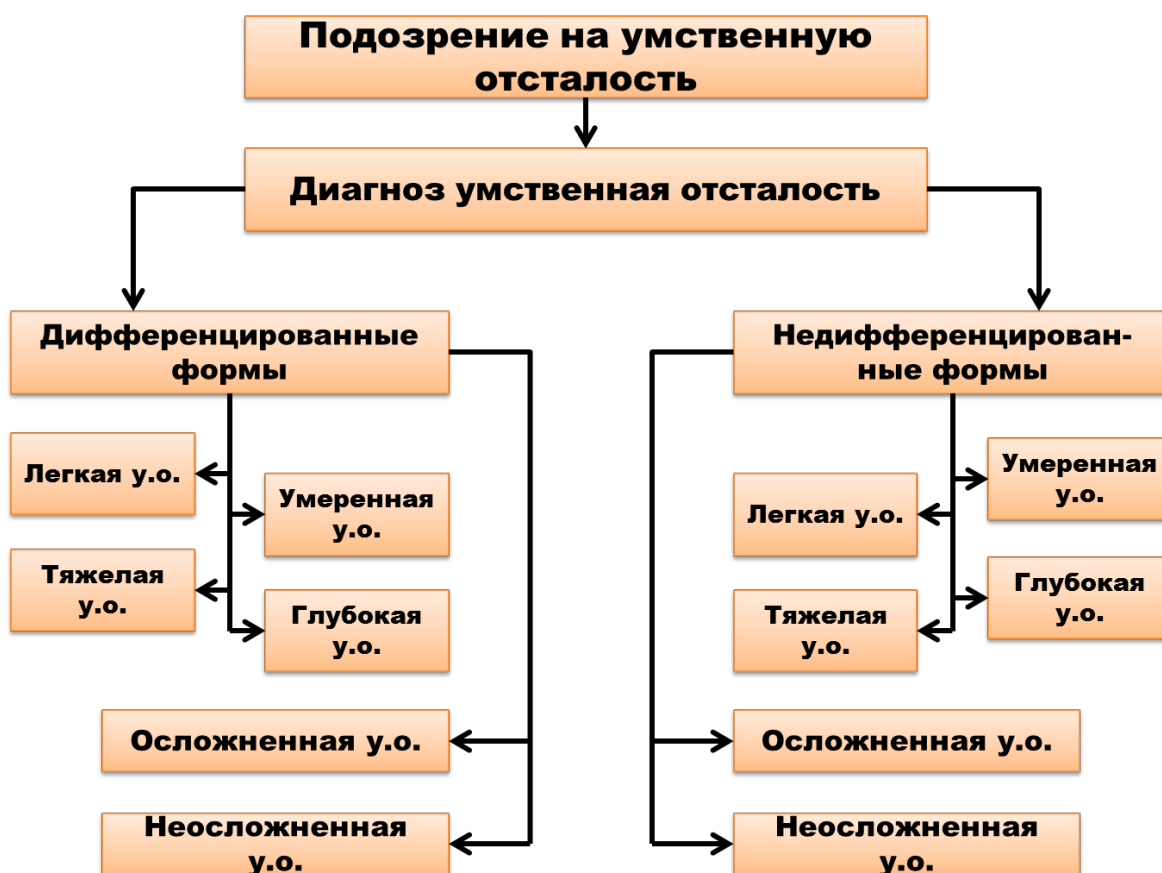 Подозрение на умственную
отсталость
Диагноз умственная отсталость
Дифференцированные
формы
Недифференцирован-
ные формы
Легкая у.о.
Умеренная
у.о.
Тяжелая
у.о.
Глубокая
у.о.
Умеренная
у.о.
Легкая у.о.
Глубокая
у.о.
Тяжелая
у.о.
Осложненная у.о.
Осложненная у.о.
Неосложненная
у.о.
Неосложненная
у.о.